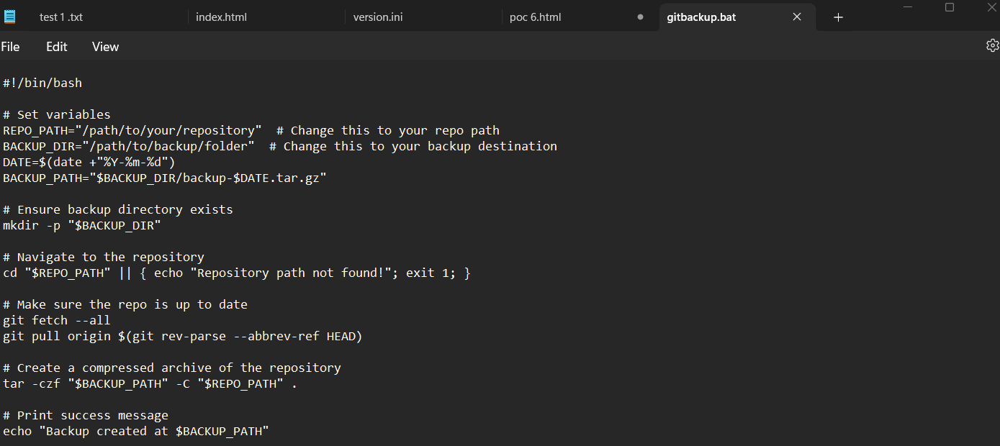 test 1 .txt
index.html
version.ini
poc 6.html
gitbackup.bat
File Edit View
#!/bin/bash
# Set variables
REPO_PATH="/path/to/your/repository"  # Change this to your repo path
BACKUP_DIR="/path/to/backup/folder"  # Change this to your backup destination
DATE=$(date +"%Y-%m-%d")
BACKUP_PATH="$BACKUP_DIR/backup-$DATE.tar.gz"
# Ensure backup directory exists
mkdir -p "$BACKUP_DIR"
# Navigate to the repository
cd "$REPO_PATH" || { echo "Repository path not found!"; exit 1; }
# Make sure the repo is up to date
git fetch --all
git pull origin $(git rev-parse --abbrev-ref HEAD)
# Create a compressed archive of the repository
tar -czf "$BACKUP_PATH" -C "$REPO_PATH" .
# Print success message
echo "Backup created at $BACKUP_PATH"